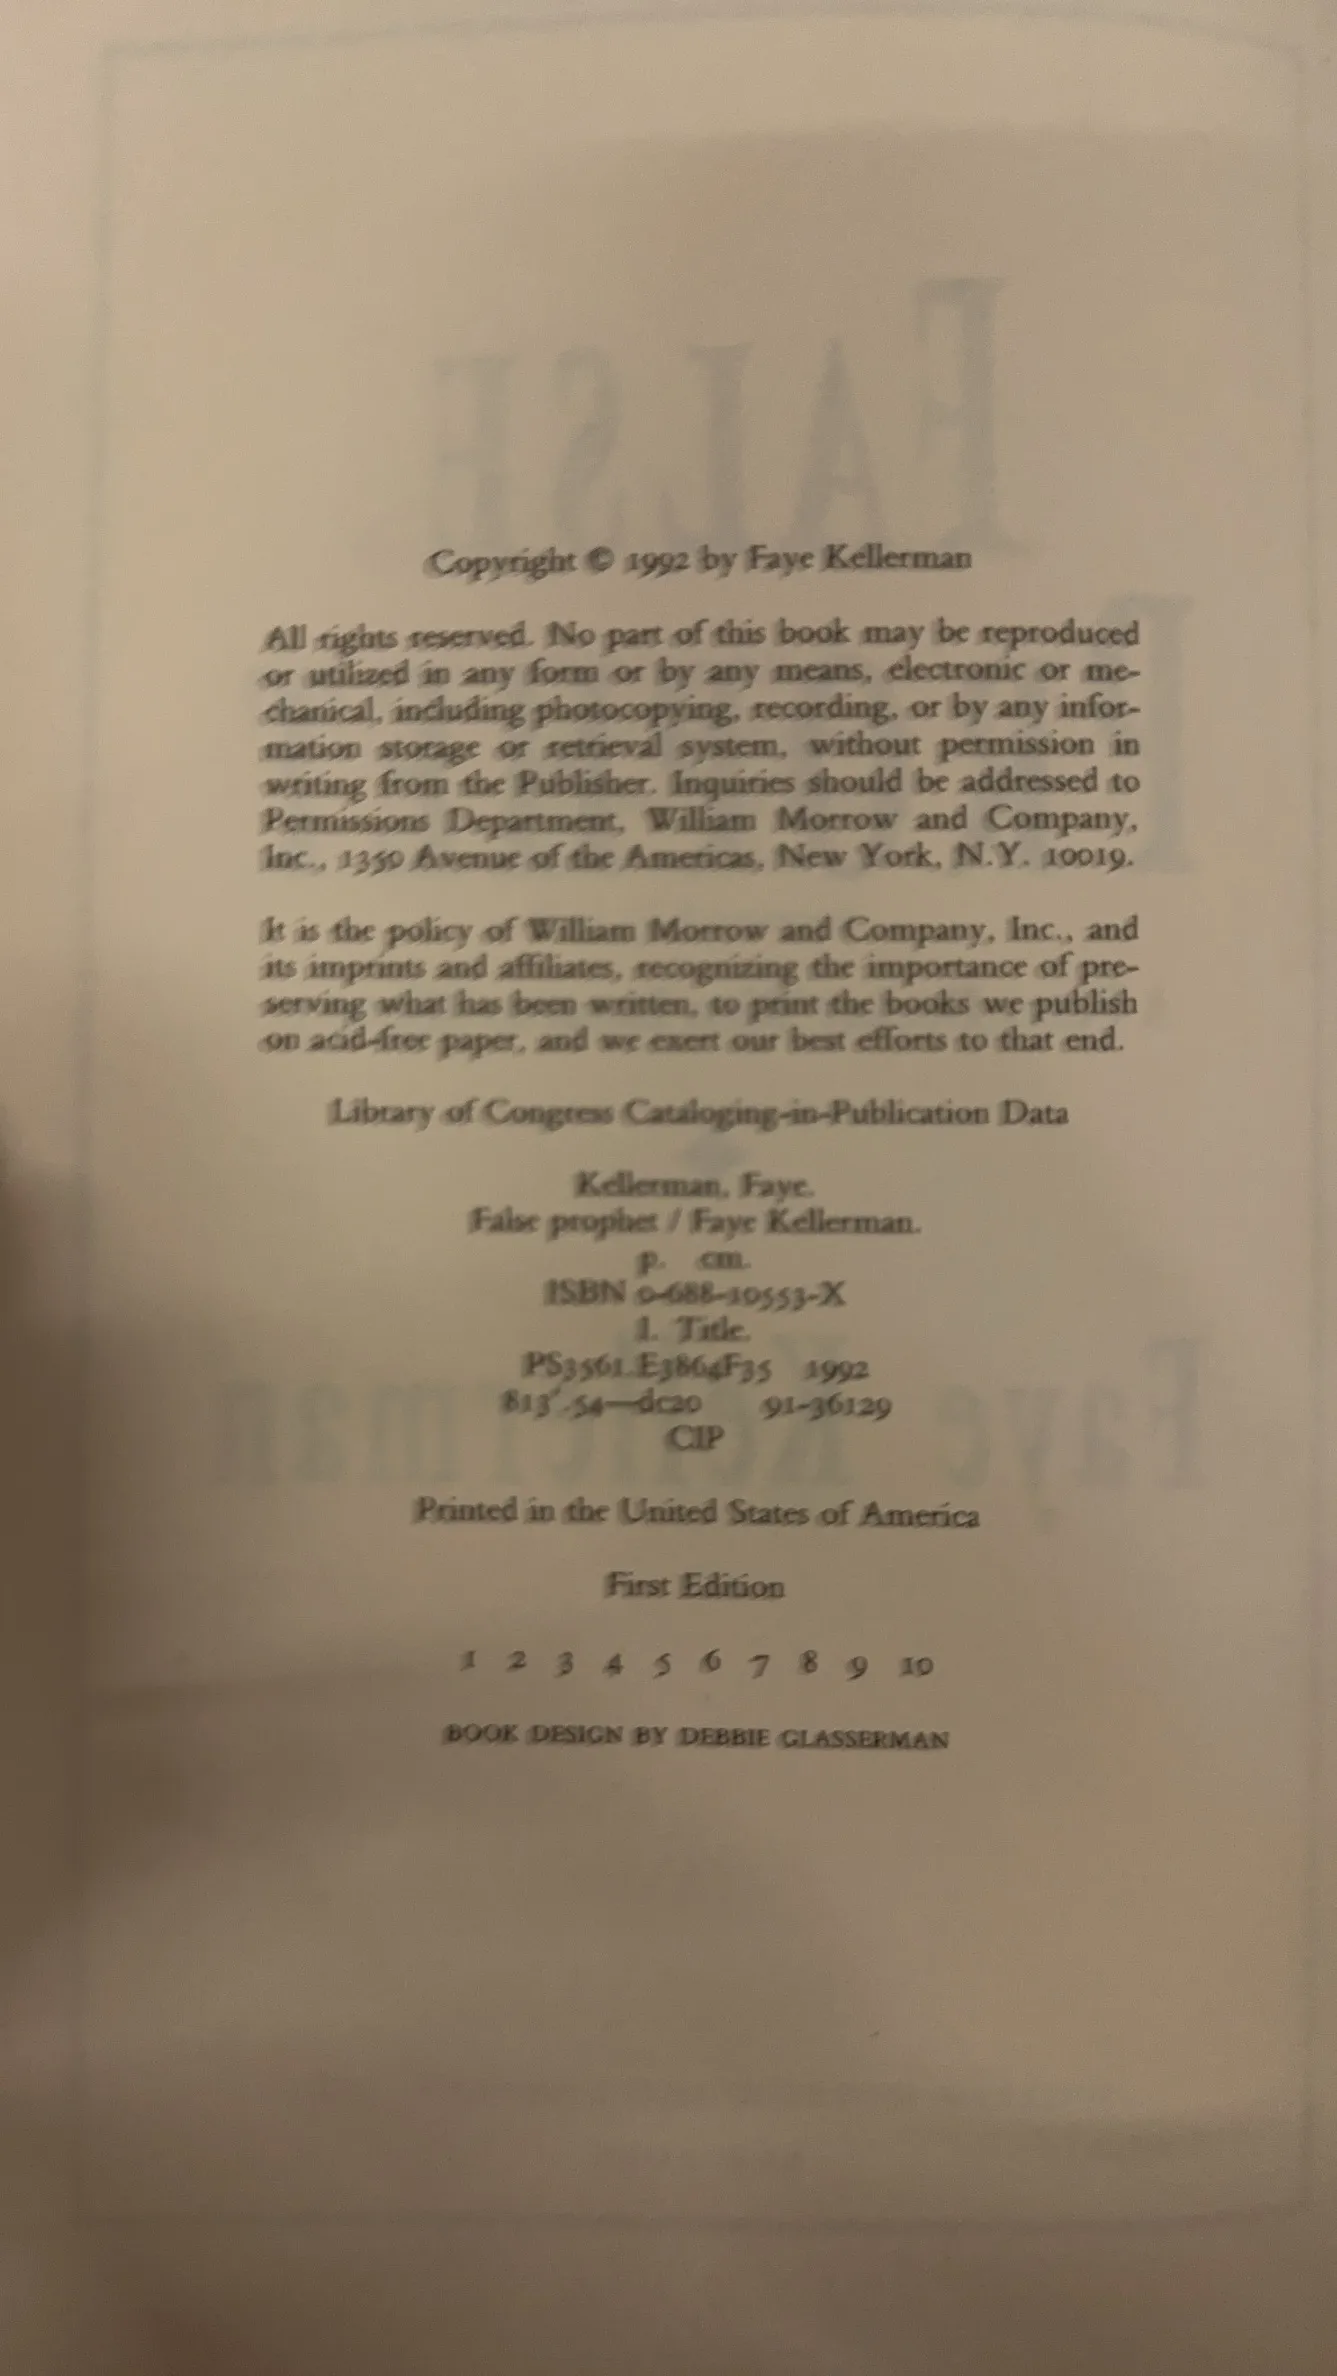 Copyright © 1992 by Faye Kellerman
All rights reserved. No part of this book may be reproduced
or utilized in any form or by any means, electronic or me-
chanical, including photocopying, recording, or by any infor-
mation storage or retrieval system, without permission in
writing from the Publisher. Inquiries should be addressed to
Permissions Department, William Morrow and Company,
Inc., 1350 Avenue of the Americas, New York, N.Y. 10019.
It is the policy of William Morrow and Company, Inc., and
its imprints and affiliates, recognizing the importance of pre-
serving what has been written, to print the books we publish
on acid-free paper, and we exert our best efforts to that end.
Library of Congress Cataloging-in-Publication Data
Kellerman, Faye.
False prophet / Faye Kellerman.
p. cm.
ISBN 0-688-10553-X
I. Title.
PS3561.E3864F35 1992
813'.54—dc20 91-36129
CIP
Printed in the United States of America
First Edition
1 2 3 4 5 6 7 8 9 10
BOOK DESIGN BY DEBBIE GLASSERMAN